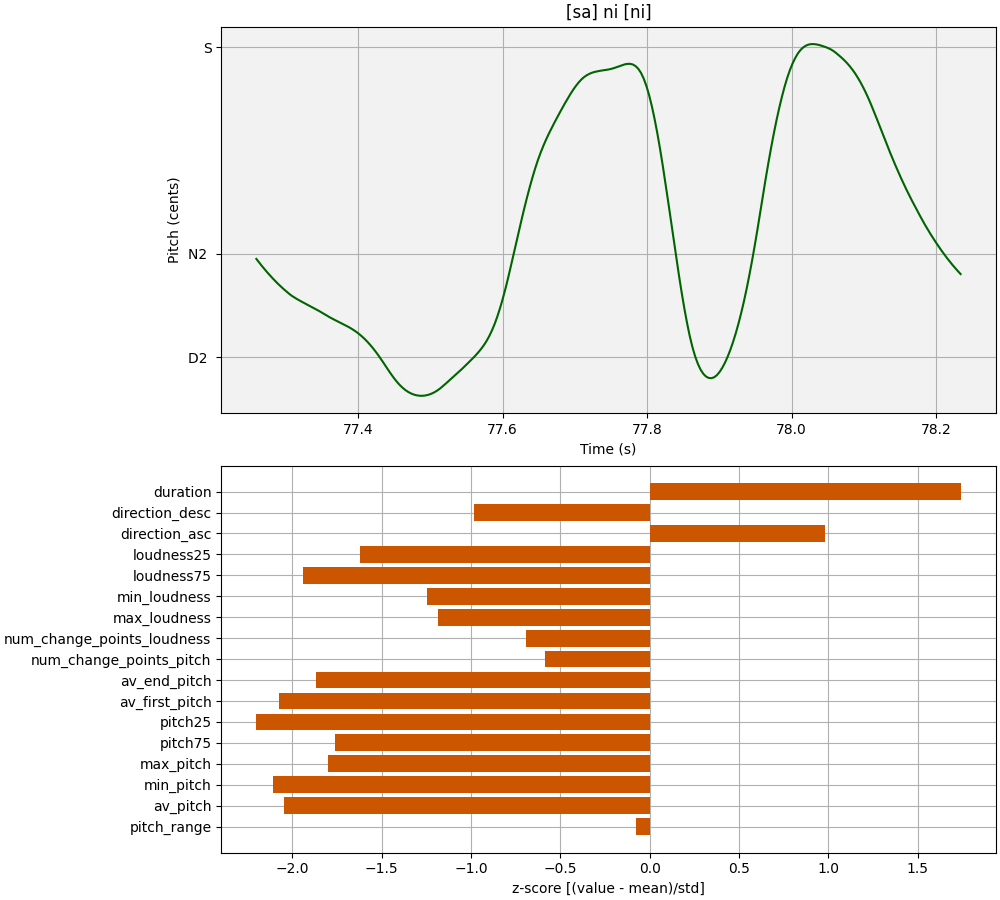 [sa] ni [ni]
S
N2
D2
Pitch (cents)
77.4 77.6 77.8 78.0 78.2
Time (s)
duration
direction_desc
direction_asc
loudness25
loudness75
min_loudness
max_loudness
num_change_points_loudness
num_change_points_pitch
av_end_pitch
av_first_pitch
pitch25
pitch75
max_pitch
min_pitch
av_pitch
pitch_range
−2.0 −1.5 −1.0 −0.5 0.0 0.5 1.0 1.5
z-score [(value - mean)/std]